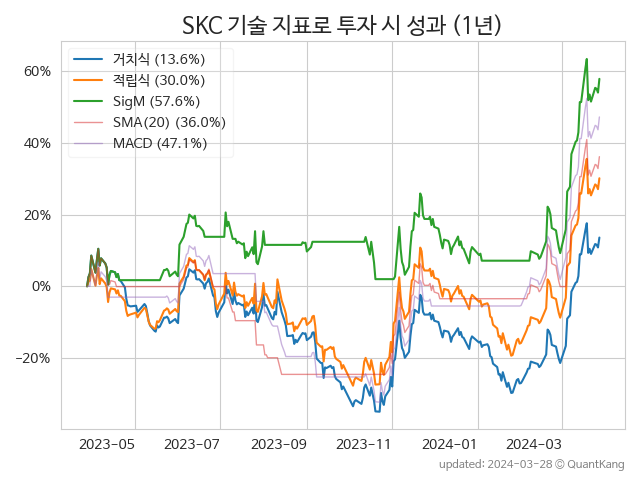 SKC 기술 지표로 투자 시 성과 (1년)
거치식 (13.6%)
적립식 (30.0%)
SigM (57.6%)
SMA(20) (36.0%)
MACD (47.1%)
60%
40%
20%
0%
−20%
2023-05 2023-07 2023-09 2023-11 2024-01 2024-03
updated: 2024-03-28 © QuantKang